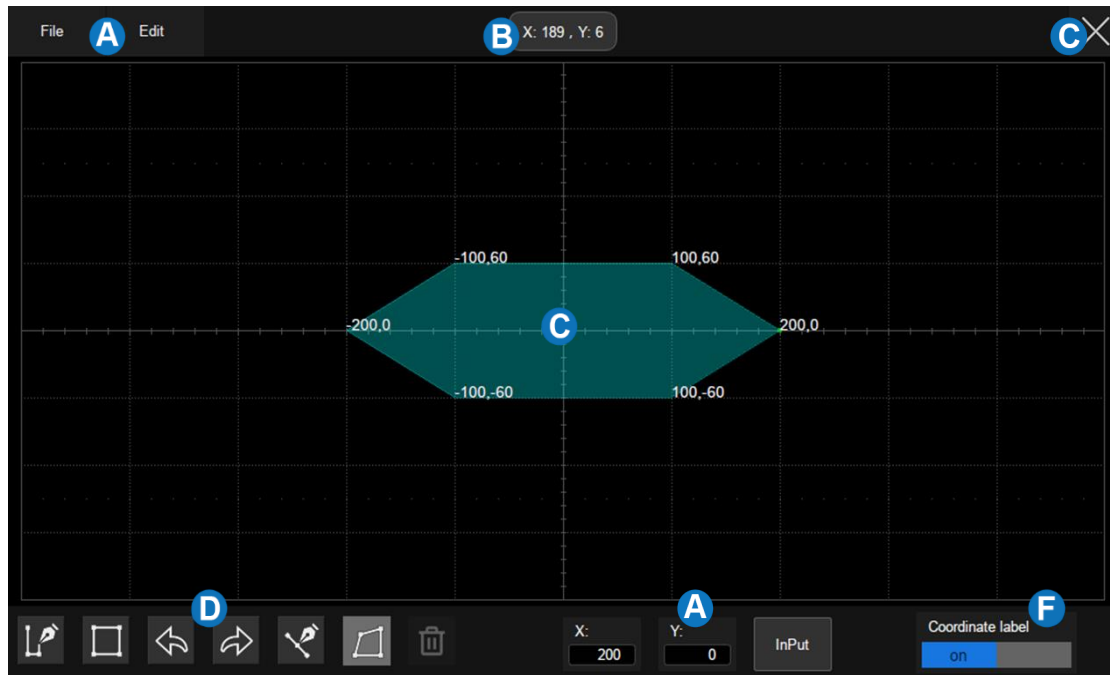 File A Edit B X: 189 , Y: 6 C
-100,60 100,60
-200,0 C 200,0
-100,-60 100,-60
D A F
X: Y: InPut Coordinate label
200 0 on